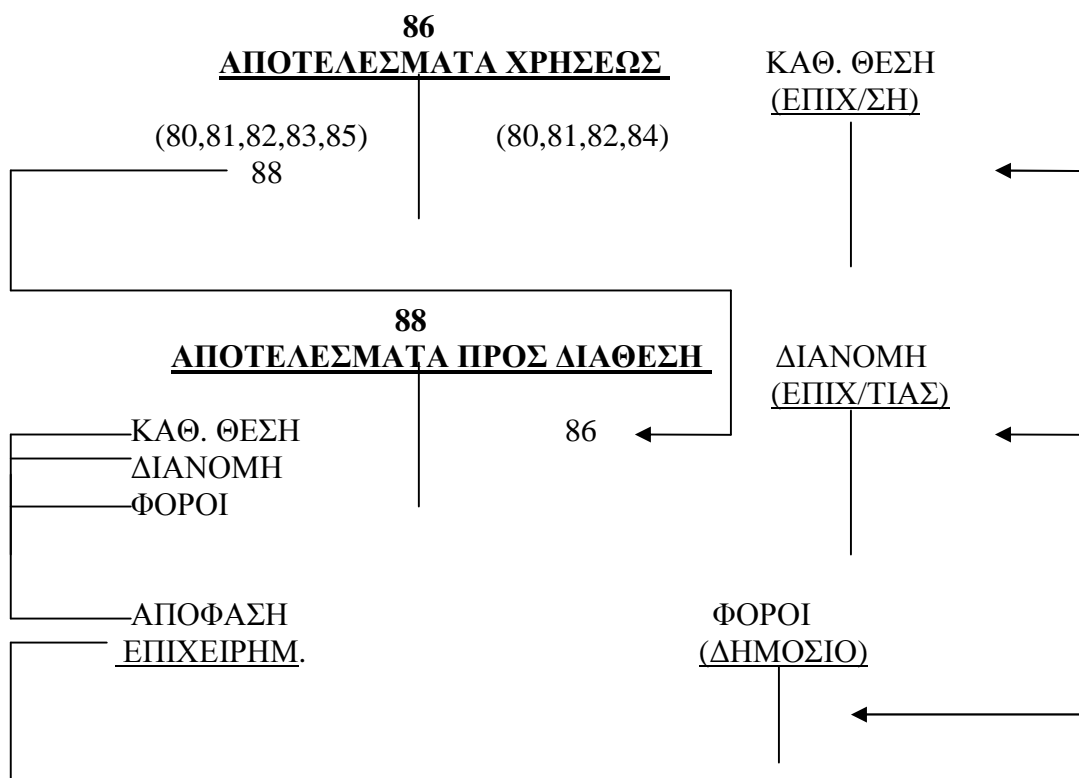 86
ΑΠΟΤΕΛΕΣΜΑΤΑ ΧΡΗΣΕΩΣ
ΚΑΘ. ΘΕΣΗ
(ΕΠΙΧ/ΣΗ)
(80,81,82,83,85)
(80,81,82,84)
88
88
ΑΠΟΤΕΛΕΣΜΑΤΑ ΠΡΟΣ ΔΙΑΘΕΣΗ
ΔΙΑΝΟΜΗ
(ΕΠΙΧ/ΤΙΑΣ)
ΚΑΘ. ΘΕΣΗ
86
ΔΙΑΝΟΜΗ
ΦΟΡΟΙ
ΑΠΟΦΑΣΗ
ΕΠΙΧΕΙΡΗΜ.
ΦΟΡΟΙ
(ΔΗΜΟΣΙΟ)